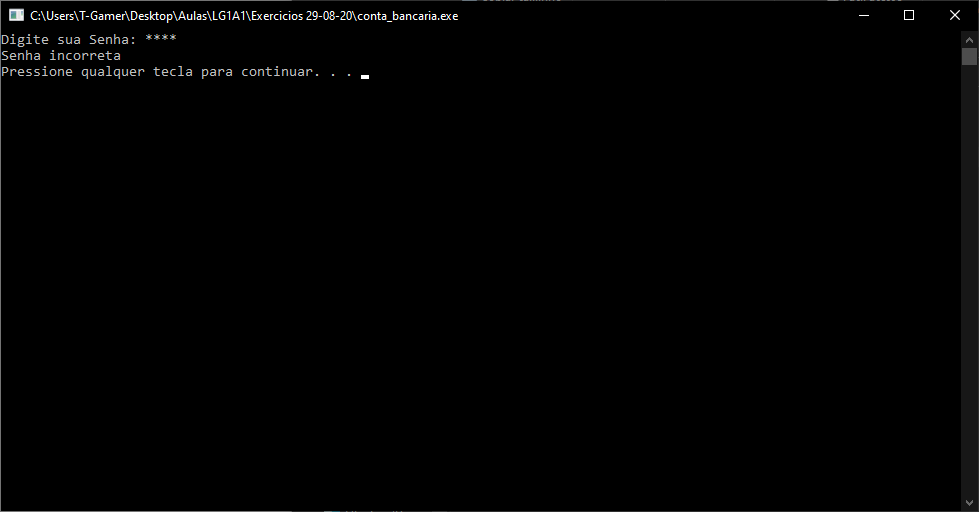 C:\Users\T-Gamer\Desktop\Aulas\LG1A1\Exercicios 29-08-20\conta_bancaria.exe
Digite sua Senha: ****
Senha incorreta
Pressione qualquer tecla para continuar. . .